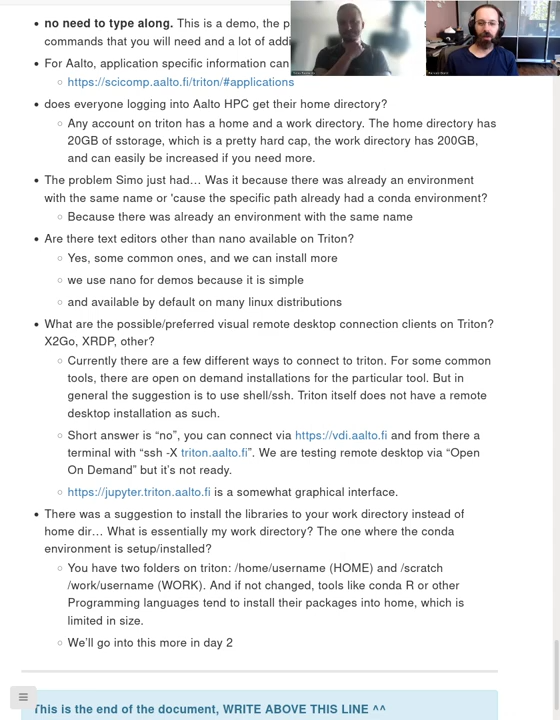 no need to type along. This is a demo, the p
commands that you will need and a lot of addi
For Aalto, application specific information can
https://scicomp.aalto.fi/triton/#applications
does everyone logging into Aalto HPC get their home directory?
Any account on triton has a home and a work directory. The home directory has
20GB of sstorage, which is a pretty hard cap, the work directory has 200GB,
and can easily be increased if you need more.
The problem Simo just had... Was it because there was already an environment
with the same name or 'cause the specific path already had a conda environment?
Because there was already an environment with the same name
Are there text editors other than nano available on Triton?
Yes, some common ones, and we can install more
we use nano for demos because it is simple
and available by default on many linux distributions
What are the possible/preferred visual remote desktop connection clients on Triton?
X2Go, XRDP, other?
Currently there are a few different ways to connect to triton. For some common
tools, there are open on demand installations for the particular tool. But in
general the suggestion is to use shell/ssh. Triton itself does not have a remote
desktop installation as such.
Short answer is “no”, you can connect via https://vdi.aalto.fi and from there a
terminal with “ssh -X triton.aalto.fi”. We are testing remote desktop via “Open
On Demand” but it’s not ready.
https://jupyter.triton.aalto.fi is a somewhat graphical interface.
There was a suggestion to install the libraries to your work directory instead of
home dir... What is essentially my work directory? The one where the conda
environment is setup/installed?
You have two folders on triton: /home/username (HOME) and /scratch
/work/username (WORK). And if not changed, tools like conda R or other
Programming languages tend to install their packages into home, which is
limited in size.
We’ll go into this more in day 2
This is the end of the document, WRITE ABOVE THIS LINE ^^